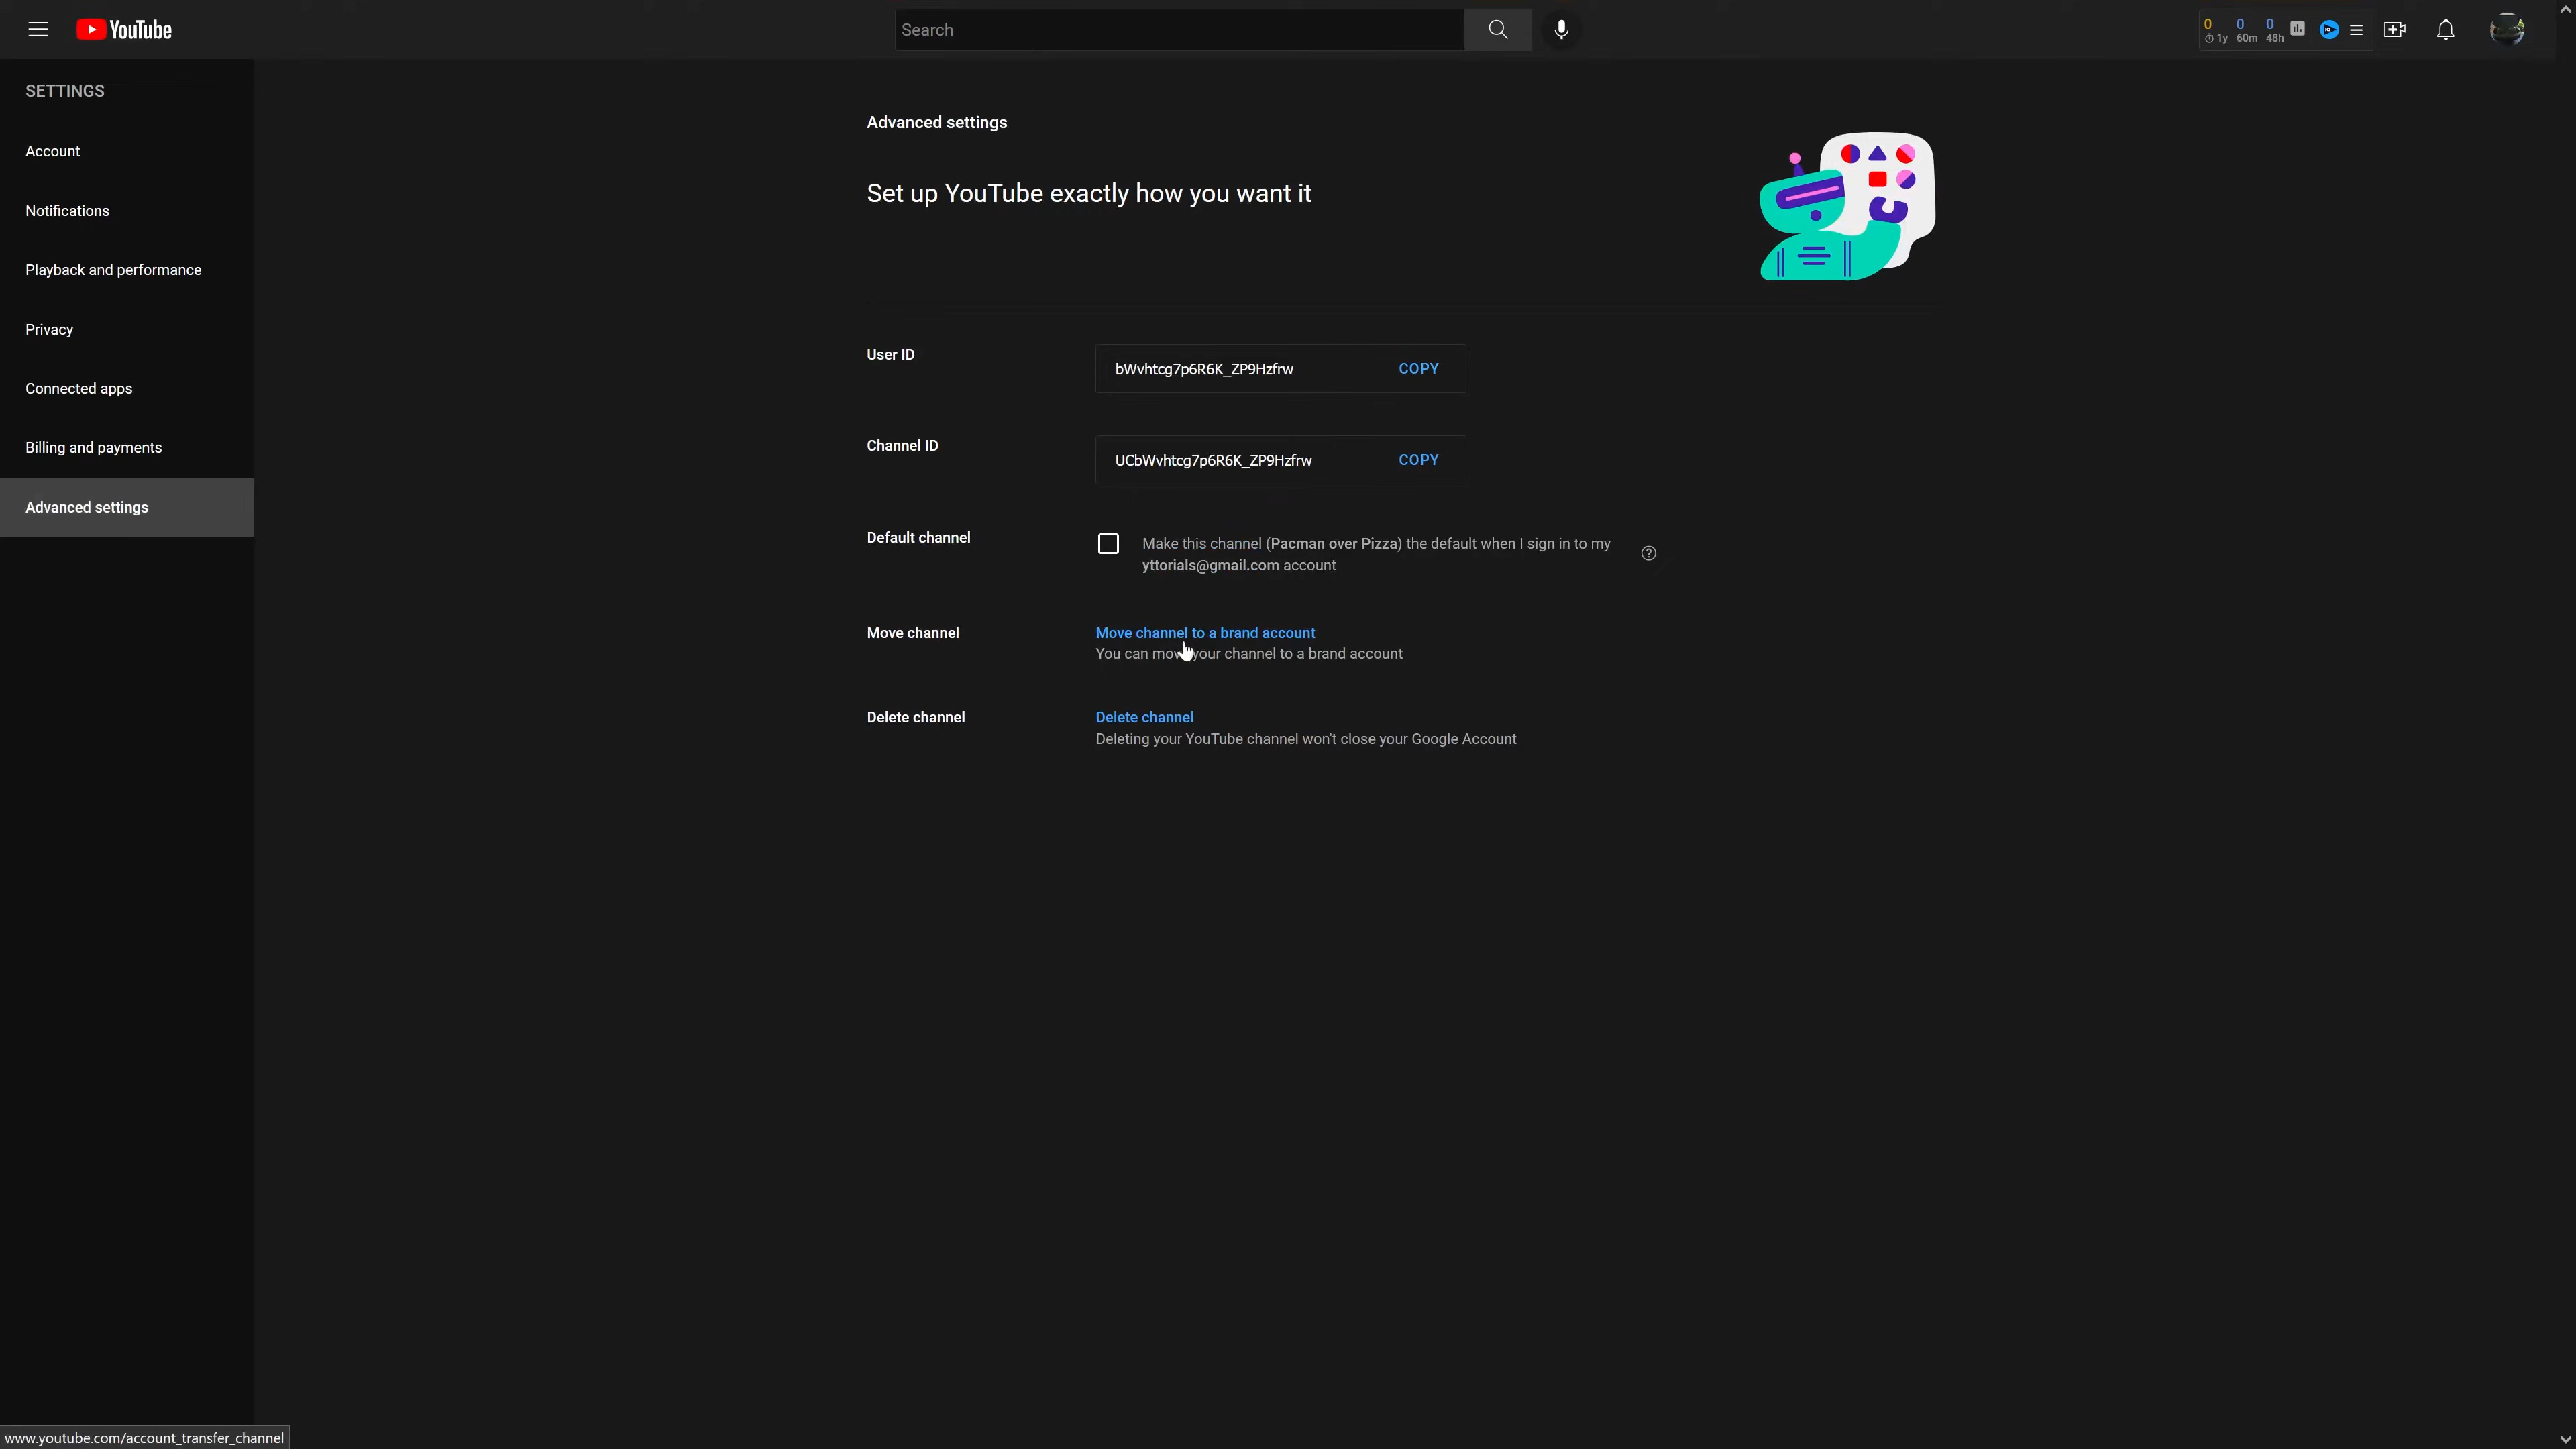 YouTube
Search
0 0 0
1y 60m 48h
SETTINGS
Account
Notifications
Playback and performance
Privacy
Connected apps
Billing and payments
Advanced settings
Advanced settings
Set up YouTube exactly how you want it
User ID
bWvhtcg7p6R6K_ZP9Hzfrw COPY
Channel ID
UCbWvhtcg7p6R6K_ZP9Hzfrw COPY
Default channel
Make this channel (Pacman over Pizza) the default when I sign in to my
yttorials@gmail.com account
Move channel
Move channel to a brand account
You can move your channel to a brand account
Delete channel
Delete channel
Deleting your YouTube channel won't close your Google Account
www.youtube.com/account_transfer_channel